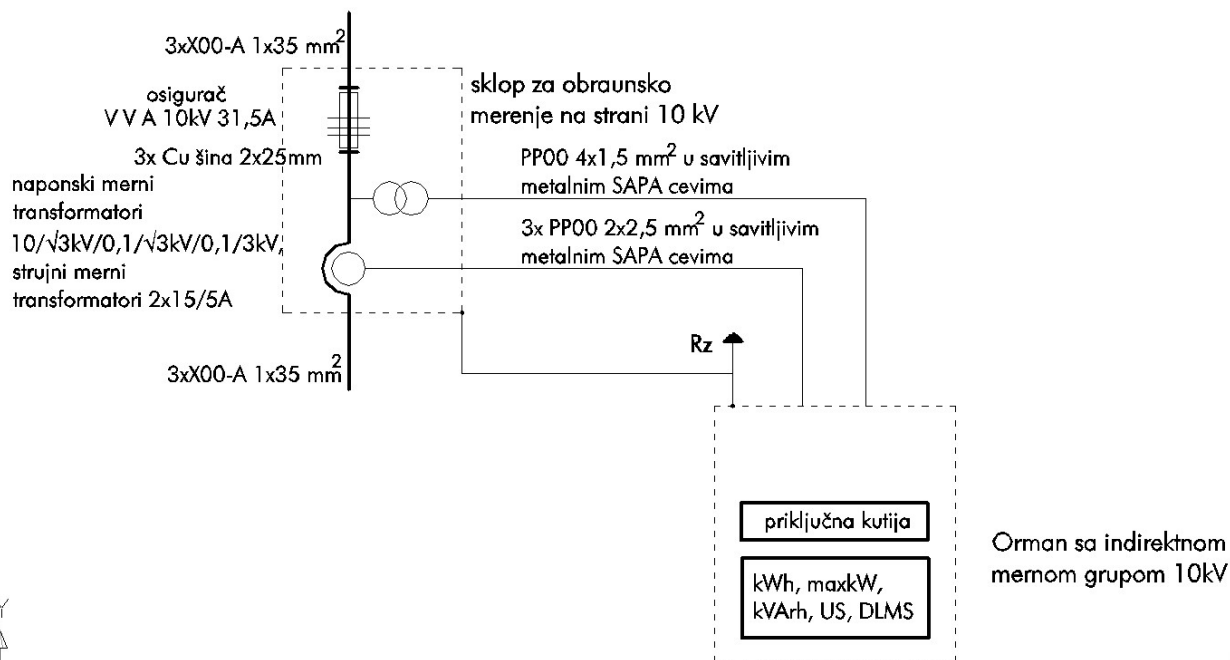 3xX00-A 1x35 mm²
osigurač
V V A 10kV 31,5A
3x Cu šina 2x25mm
naponski merni
transformatori
10/√3kV/0,1/√3kV/0,1/3kV,
strujni merni
transformatori 2x15/5A
3xX00-A 1x35 mm²
sklop za obraunsko
merenje na strani 10 kV
PP00 4x1,5 mm² u savitljivim
metalnim SAPA cevima
3x PP00 2x2,5 mm² u savitljivim
metalnim SAPA cevima
Rz
priključna kutija
kWh, maxkW,
kVArh, US, DLMS
Orman sa indirektnom
mernom grupom 10kV